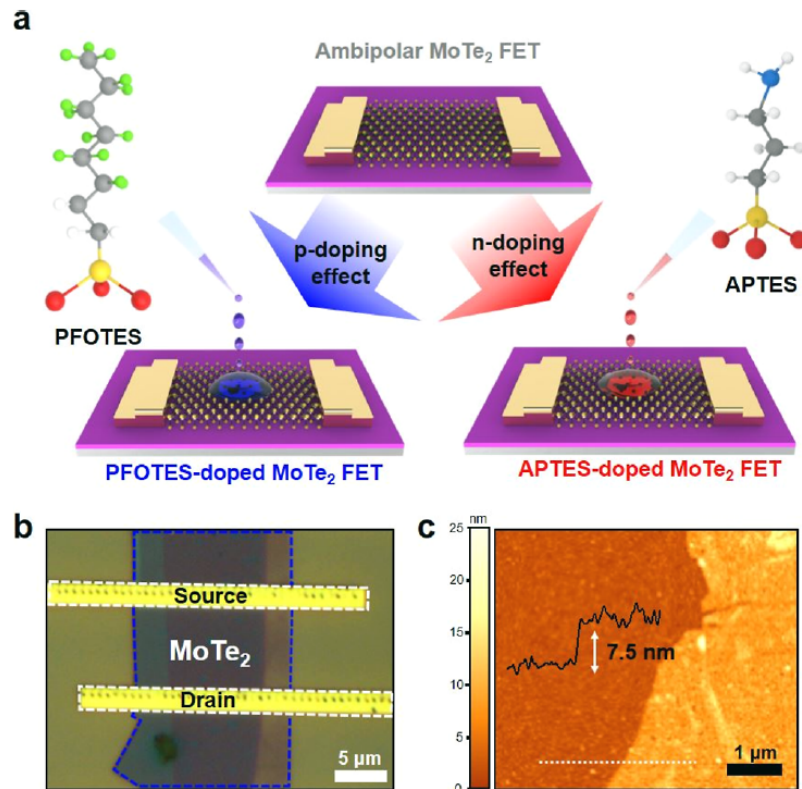 a
Ambipolar MoTe₂ FET
p-doping
effect
n-doping
effect
PFOTES
APTES
PFOTES-doped MoTe₂ FET
APTES-doped MoTe₂ FET
b
Source
MoTe₂
Drain
5 μm
c
nm
25
20
15
10
5
0
7.5 nm
1 μm